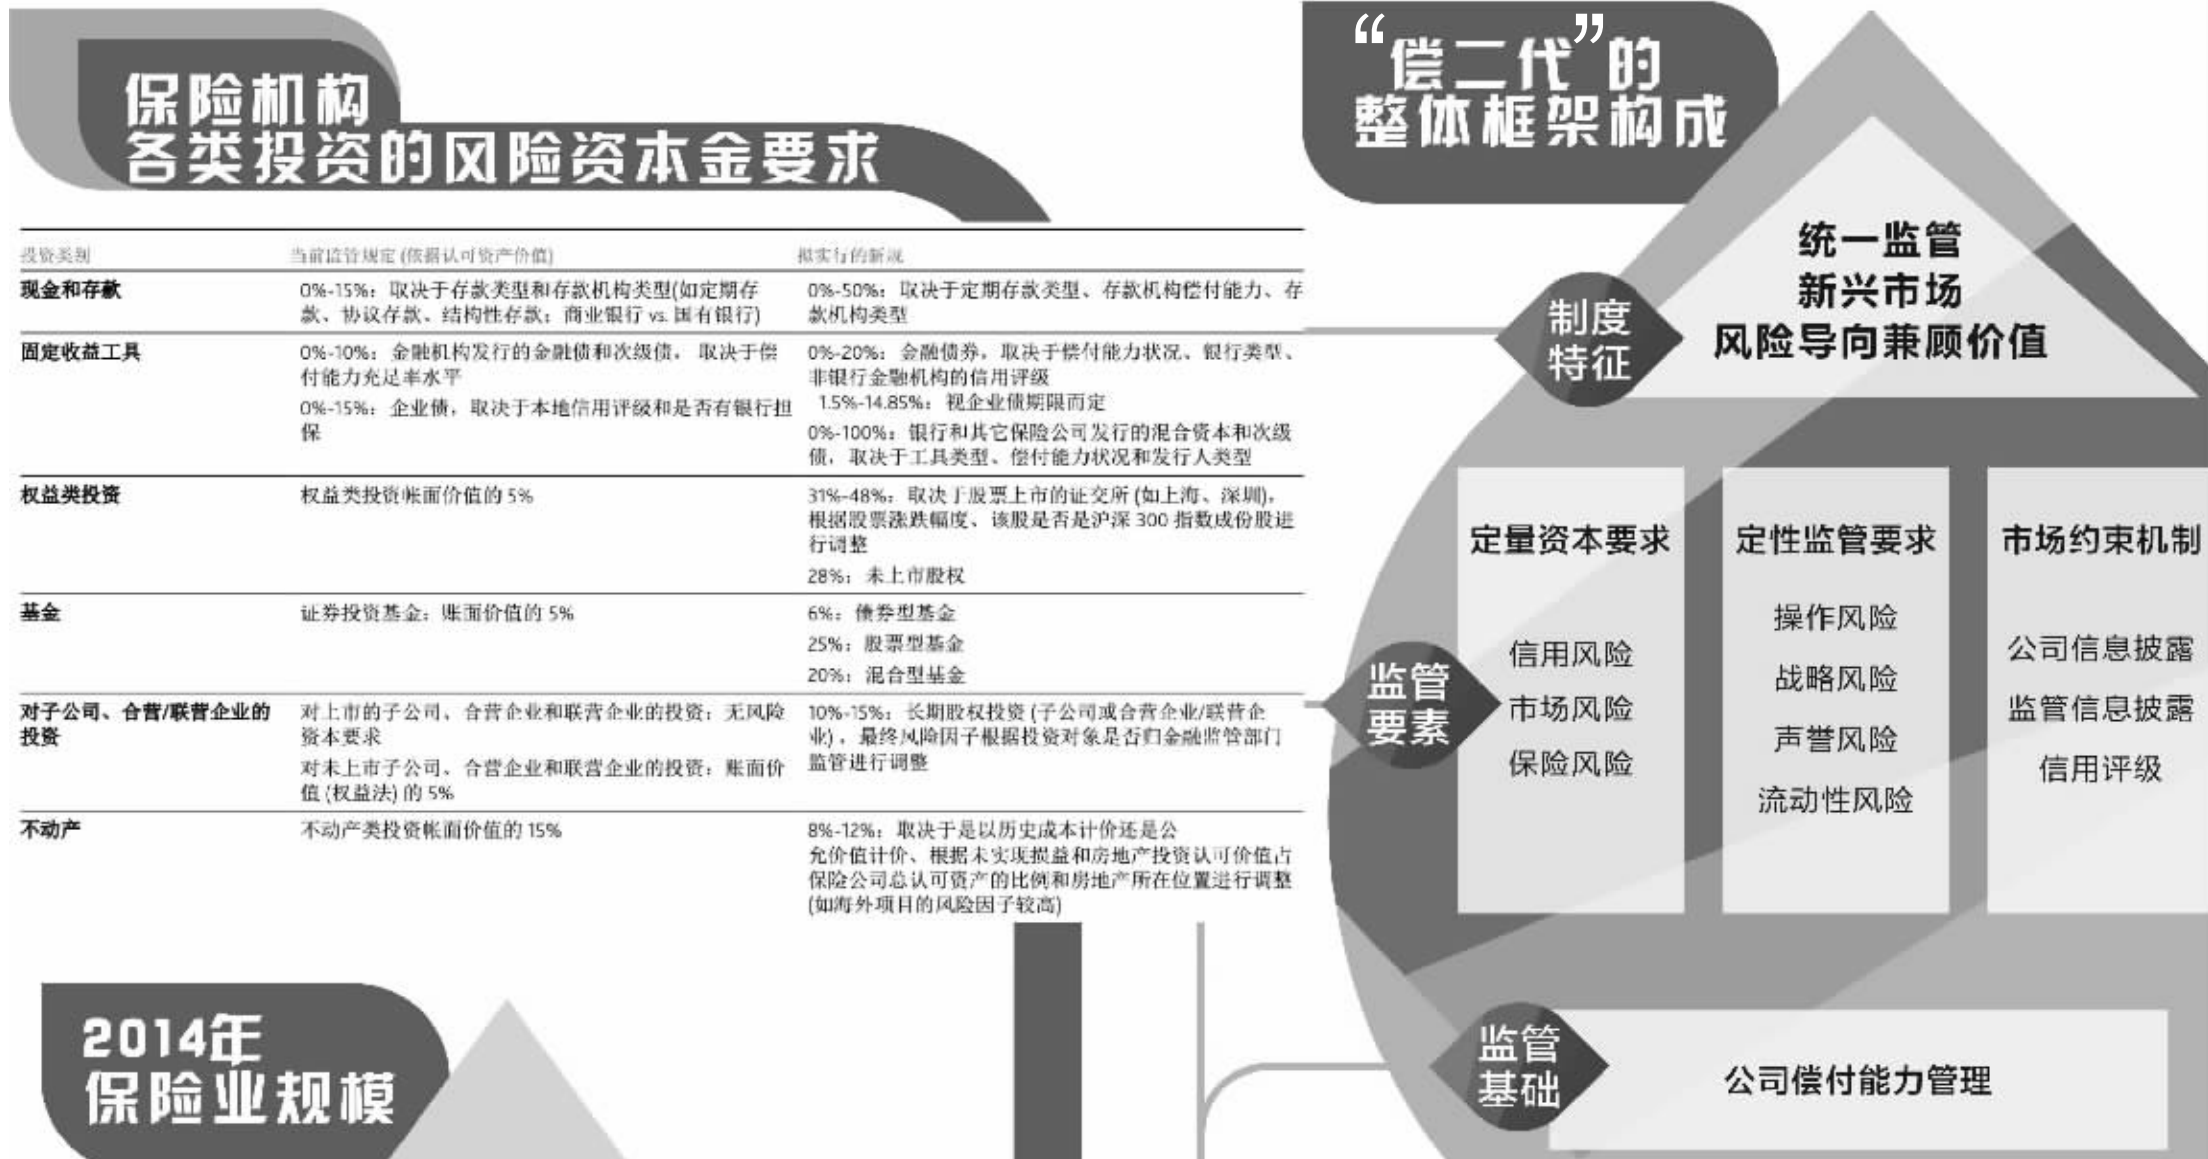 保险机构
各类投资的风险资本金要求
投资类别
当前监管规定 (依据认可资产价值)
拟实行的新规
现金和存款
0%-15%：取决于存款类型和存款机构类型(如定期存
款、协议存款、结构性存款；商业银行 vs. 国有银行)
0%-50%：取决于定期存款类型、存款机构偿付能力、存
款机构类型
固定收益工具
0%-10%：金融机构发行的金融债和次级债，取决于偿
付能力充足率水平
0%-15%：企业债，取决于本地信用评级和是否有银行担
保
0%-20%：金融债券，取决于偿付能力状况、银行类型、
非银行金融机构的信用评级
1.5%-14.85%：视企业债期限而定
0%-100%：银行和其它保险公司发行的混合资本和次级
债，取决于工具类型、偿付能力状况和发行人类型
权益类投资
权益类投资帐面价值的 5%
31%-48%：取决于股票上市的证交所 (如上海、深圳)，
根据股票涨跌幅度、该股是否是沪深 300 指数成份股进
行调整
28%：未上市股权
基金
证券投资基金：账面价值的 5%
6%：债券型基金
25%：股票型基金
20%：混合型基金
对子公司、合营/联营企业的
投资
对上市的子公司、合营企业和联营企业的投资：无风险
资本要求
对未上市子公司、合营企业和联营企业的投资：账面价
值 (权益法) 的 5%
10%-15%：长期股权投资 (子公司或合营企业/联营企
业)，最终风险因子根据投资对象是否归金融监管部门
监管进行调整
不动产
不动产类投资帐面价值的 15%
8%-12%：取决于是以历史成本计价还是公
允价值计价、根据未实现损益和房地产投资认可价值占
保险公司总认可资产的比例和房地产所在位置进行调整
(如海外项目的风险因子较高)
2014年
保险业规模
“偿二代”的
整体框架构成
制度
特征
统一监管
新兴市场
风险导向兼顾价值
监管
要素
定量资本要求
信用风险
市场风险
保险风险
定性监管要求
操作风险
战略风险
声誉风险
流动性风险
市场约束机制
公司信息披露
监管信息披露
信用评级
监管
基础
公司偿付能力管理